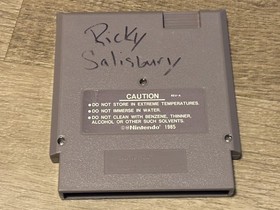 Ricky
Salisbury
CAUTION REV-A
• DO NOT STORE IN EXTREME TEMPERATURES.
• DO NOT IMMERSE IN WATER.
• DO NOT CLEAN WITH BENZENE, THINNER,
ALCOHOL OR OTHER SUCH SOLVENTS.
©Nintendo® 1985